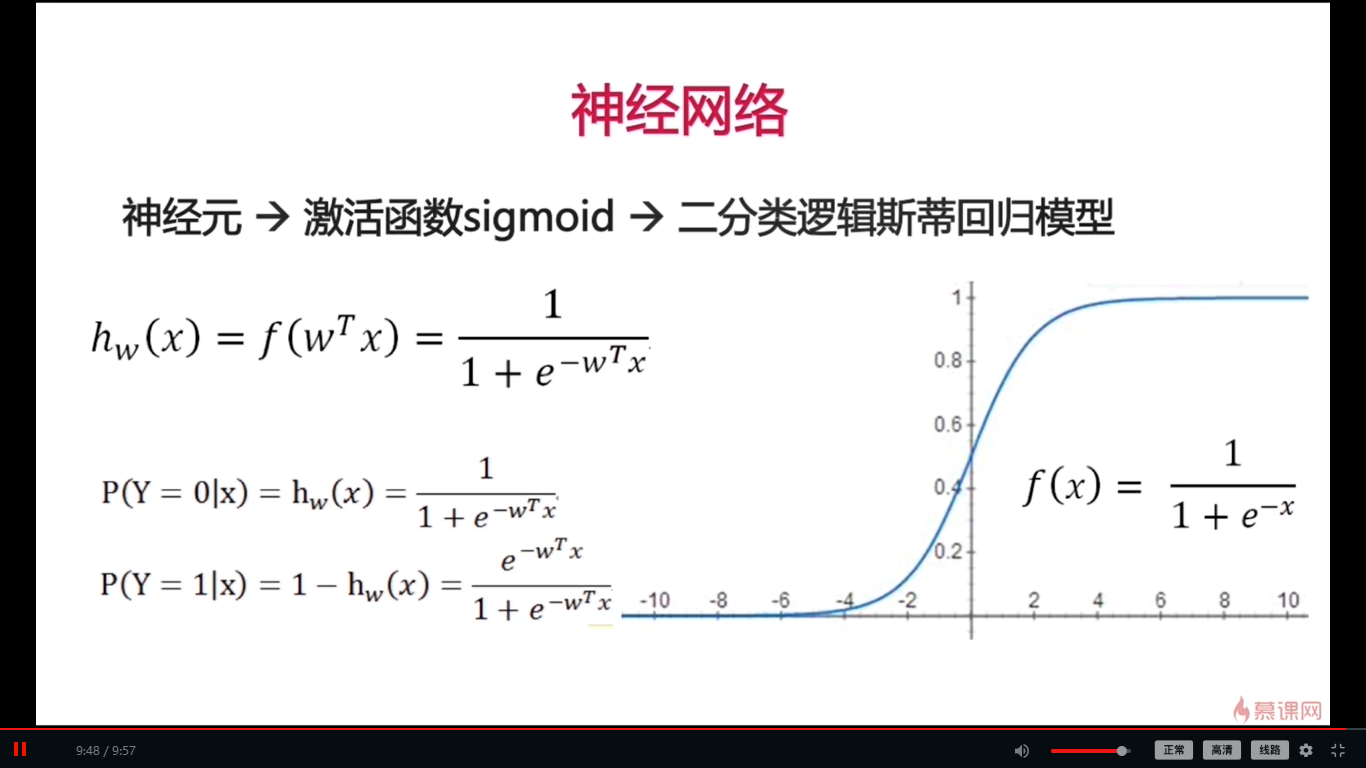 神经网络
神经元 → 激活函数sigmoid → 二分类逻辑斯蒂回归模型
h_w(x) = f(w^T x) = 1 / (1 + e^{-w^T x})
P(Y = 0|x) = h_w(x) = 1 / (1 + e^{-w^T x})
P(Y = 1|x) = 1 − h_w(x) = e^{-w^T x} / (1 + e^{-w^T x})
1
0.8
0.6
0.4
0.2
-10 -8 -6 -4 -2 2 4 6 8 10
f(x) = 1 / (1 + e^{-x})
慕课网
9:48 / 9:57
正常 高清 线路